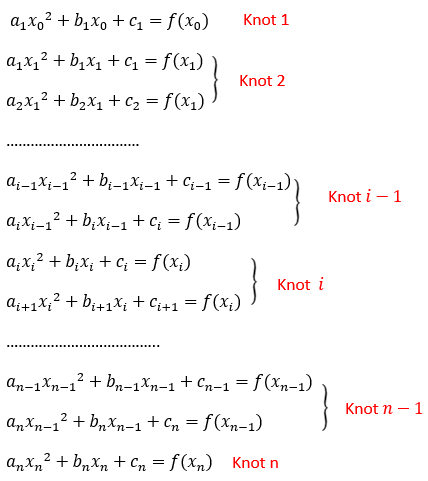 a₁x₀² + b₁x₀ + c₁ = f(x₀) Knot 1
a₁x₁² + b₁x₁ + c₁ = f(x₁)
Knot 2
a₂x₁² + b₂x₁ + c₂ = f(x₁)
.................................
aᵢ₋₁xᵢ₋₁² + bᵢ₋₁xᵢ₋₁ + cᵢ₋₁ = f(xᵢ₋₁)
Knot i − 1
aᵢxᵢ₋₁² + bᵢxᵢ₋₁ + cᵢ = f(xᵢ₋₁)
aᵢxᵢ² + bᵢxᵢ + cᵢ = f(xᵢ)
Knot i
aᵢ₊₁xᵢ² + bᵢ₊₁xᵢ + cᵢ₊₁ = f(xᵢ)
......................................
aₙ₋₁xₙ₋₁² + bₙ₋₁xₙ₋₁ + cₙ₋₁ = f(xₙ₋₁)
Knot n − 1
aₙxₙ₋₁² + bₙxₙ₋₁ + cₙ = f(xₙ₋₁)
aₙxₙ² + bₙxₙ + cₙ = f(xₙ) Knot n